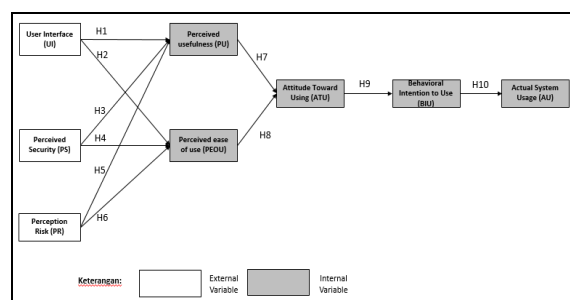 User Interface
(UI)
H1
H2
Perceived
usefulness (PU)
H7
H3
Attitude Toward
Using (ATU)
H9
Behavioral
Intention to Use
(BIU)
H10
Actual System
Usage (AU)
Perceived
Security (PS)
H4
Perceived ease
of use (PEOU)
H8
H5
H6
Perception
Risk (PR)
Keterangan:
External
Variable
Internal
Variable